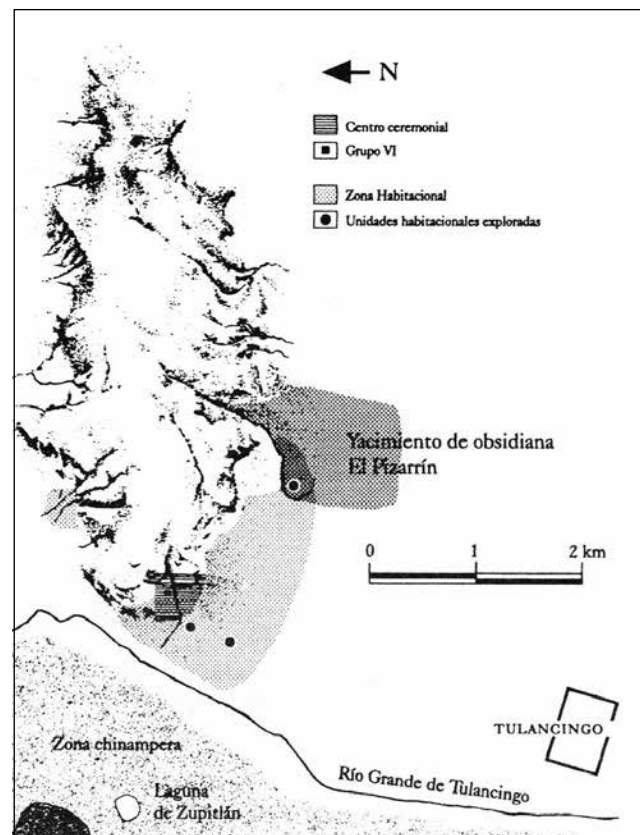 N
Centro ceremonial
Grupo VI
Zona Habitacional
Unidades habitacionales exploradas
Yacimiento de obsidiana
El Pizarrín
0 1 2 km
TULANCINGO
Zona chinampera
Río Grande de Tulancingo
Laguna
de Zupitlán